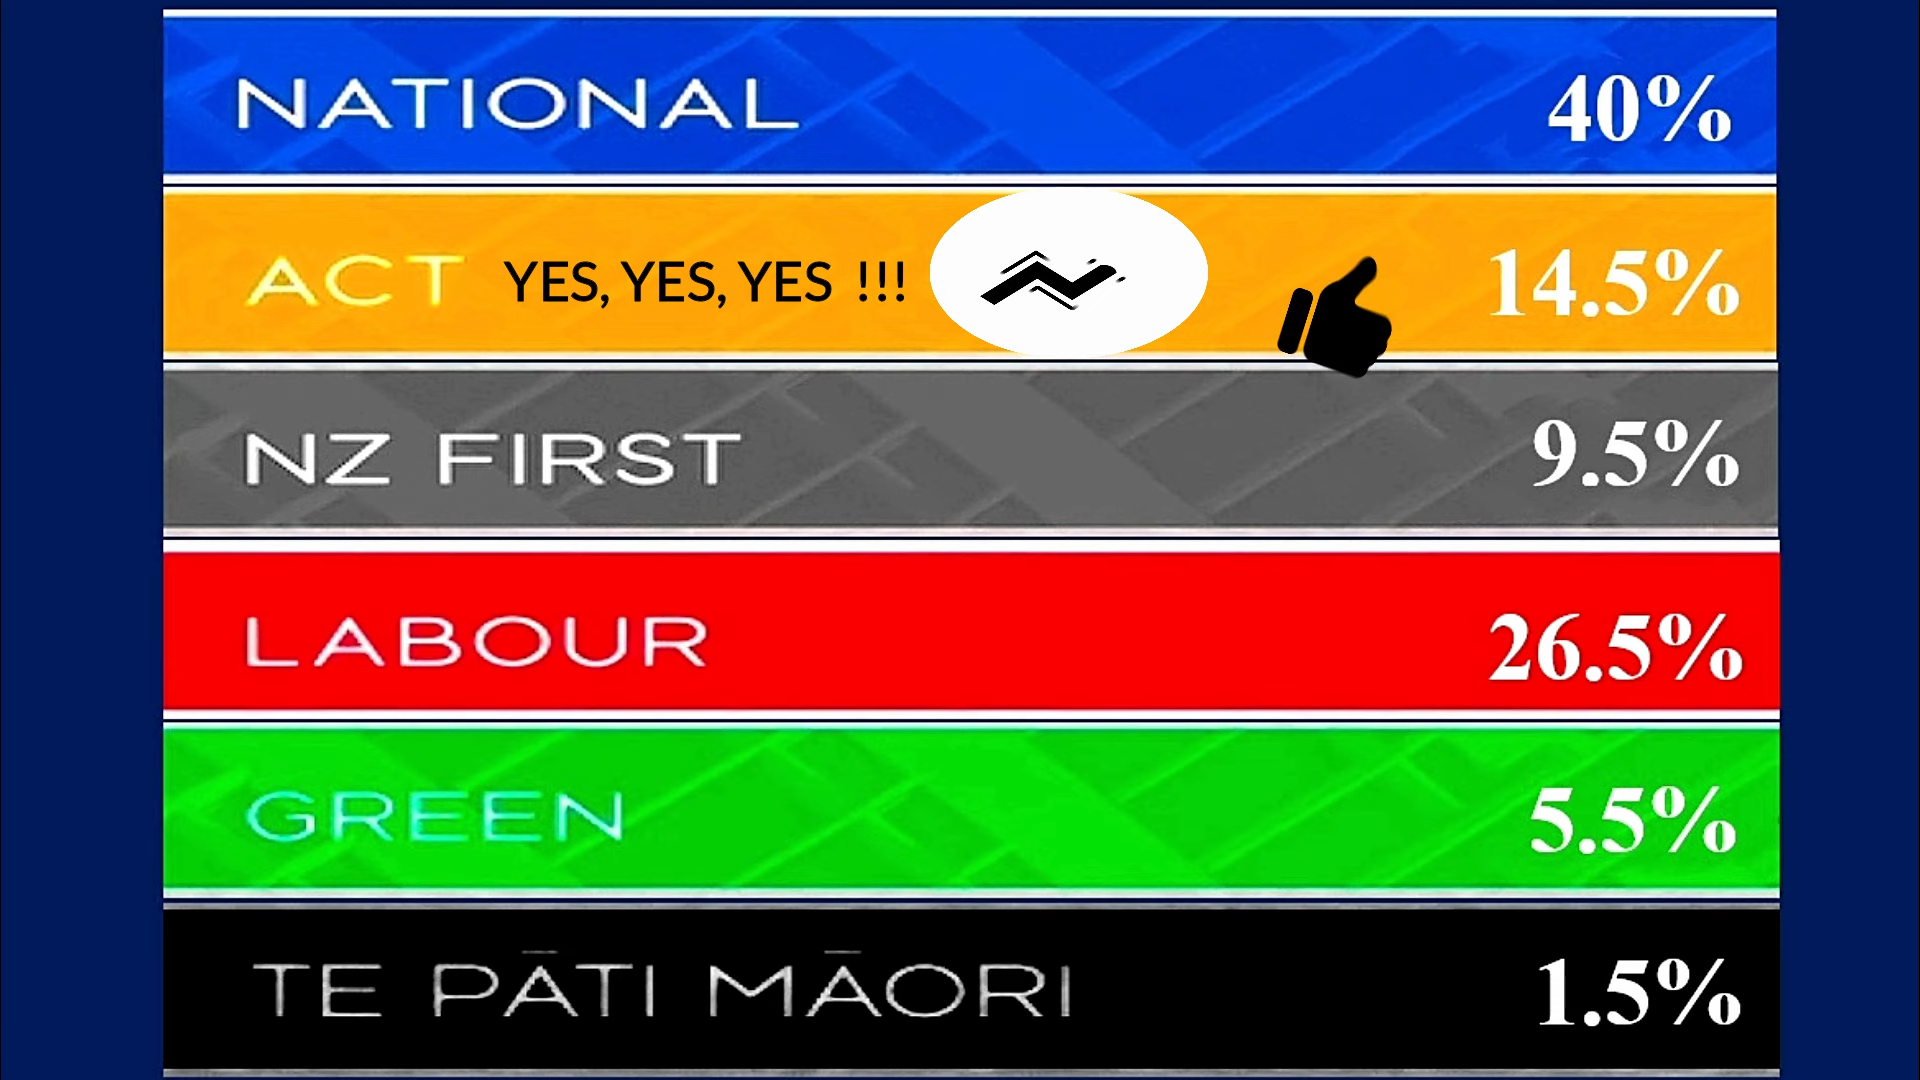 NATIONAL 40%
ACT YES, YES, YES !!! 14.5%
NZ FIRST 9.5%
LABOUR 26.5%
GREEN 5.5%
TE PĀTI MĀORI 1.5%